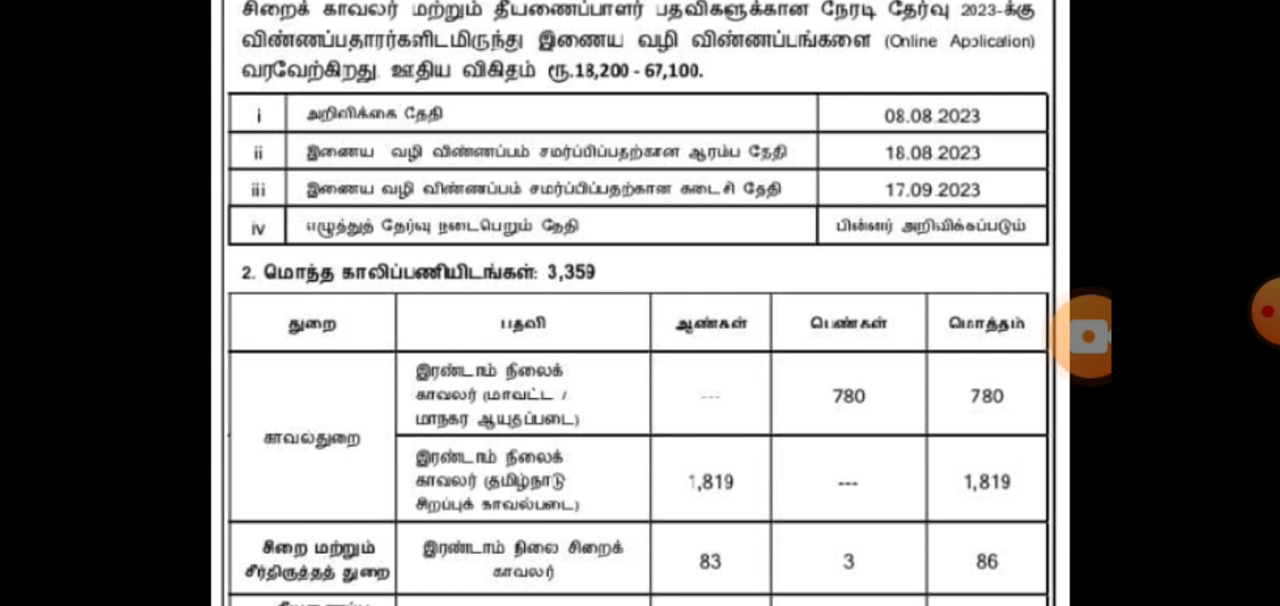 சிறைக் காவலர் மற்றும் தீயணைப்பாளர் பதவிகளுக்கான நேரடி தேர்வு 2023-க்கு
விண்ணப்பதாரர்களிடமிருந்து இணைய வழி விண்ணப்பங்களை (Online Application)
வரவேற்கிறது. ஊதிய விகிதம் ரூ.18,200 - 67,100.
i அறிவிக்கை தேதி 08.08.2023
ii இணைய வழி விண்ணப்பம் சமர்ப்பிப்பதற்கான ஆரம்ப தேதி 18.08.2023
iii இணைய வழி விண்ணப்பம் சமர்ப்பிப்பதற்கான கடைசி தேதி 17.09.2023
iv எழுத்துத் தேர்வு நடைபெறும் தேதி பின்னர் அறிவிக்கப்படும்
2. மொத்த காலிப்பணியிடங்கள்: 3,359
துறை பதவி ஆண்கள் பெண்கள் மொத்தம்
காவல்துறை
இரண்டாம் நிலைக்
காவலர் (மாவட்ட /
மாநகர ஆயுதப்படை)
--- 780 780
இரண்டாம் நிலைக்
காவலர் (தமிழ்நாடு
சிறப்புக் காவல்படை)
1,819 --- 1,819
சிறை மற்றும்
சீர்திருத்தத் துறை
இரண்டாம் நிலை சிறைக்
காவலர்
83 3 86